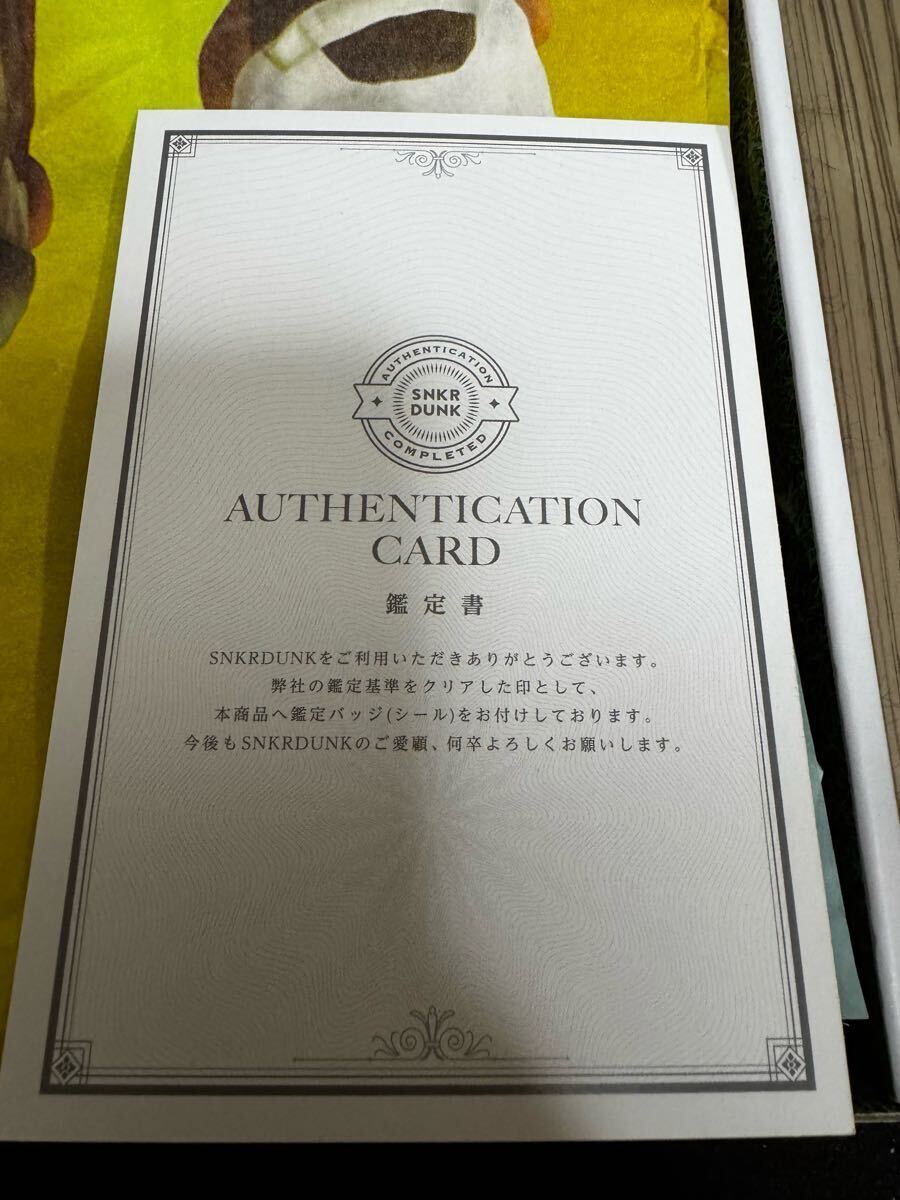 AUTHENTICATION
SNKR
DUNK
COMPLETED
AUTHENTICATION
CARD
鑑定書
SNKRDUNKをご利用いただきありがとうございます。
弊社の鑑定基準をクリアした印として、
本商品へ鑑定バッジ(シール)をお付けしております。
今後もSNKRDUNKのご愛顧、何卒よろしくお願いします。